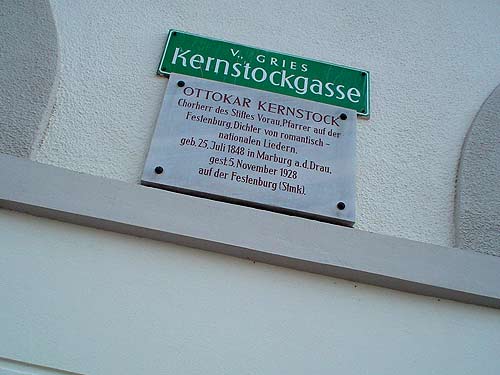 V., GRIES
Kernstockgasse
OTTOKAR KERNSTOCK
Chorherr des Stiftes Vorau, Pfarrer auf der
Festenburg, Dichter von romantisch-
nationalen Liedern.
geb. 25. Juli 1848 in Marburg a.d. Drau,
gest. 5. November 1928
auf der Festenburg (Stmk).